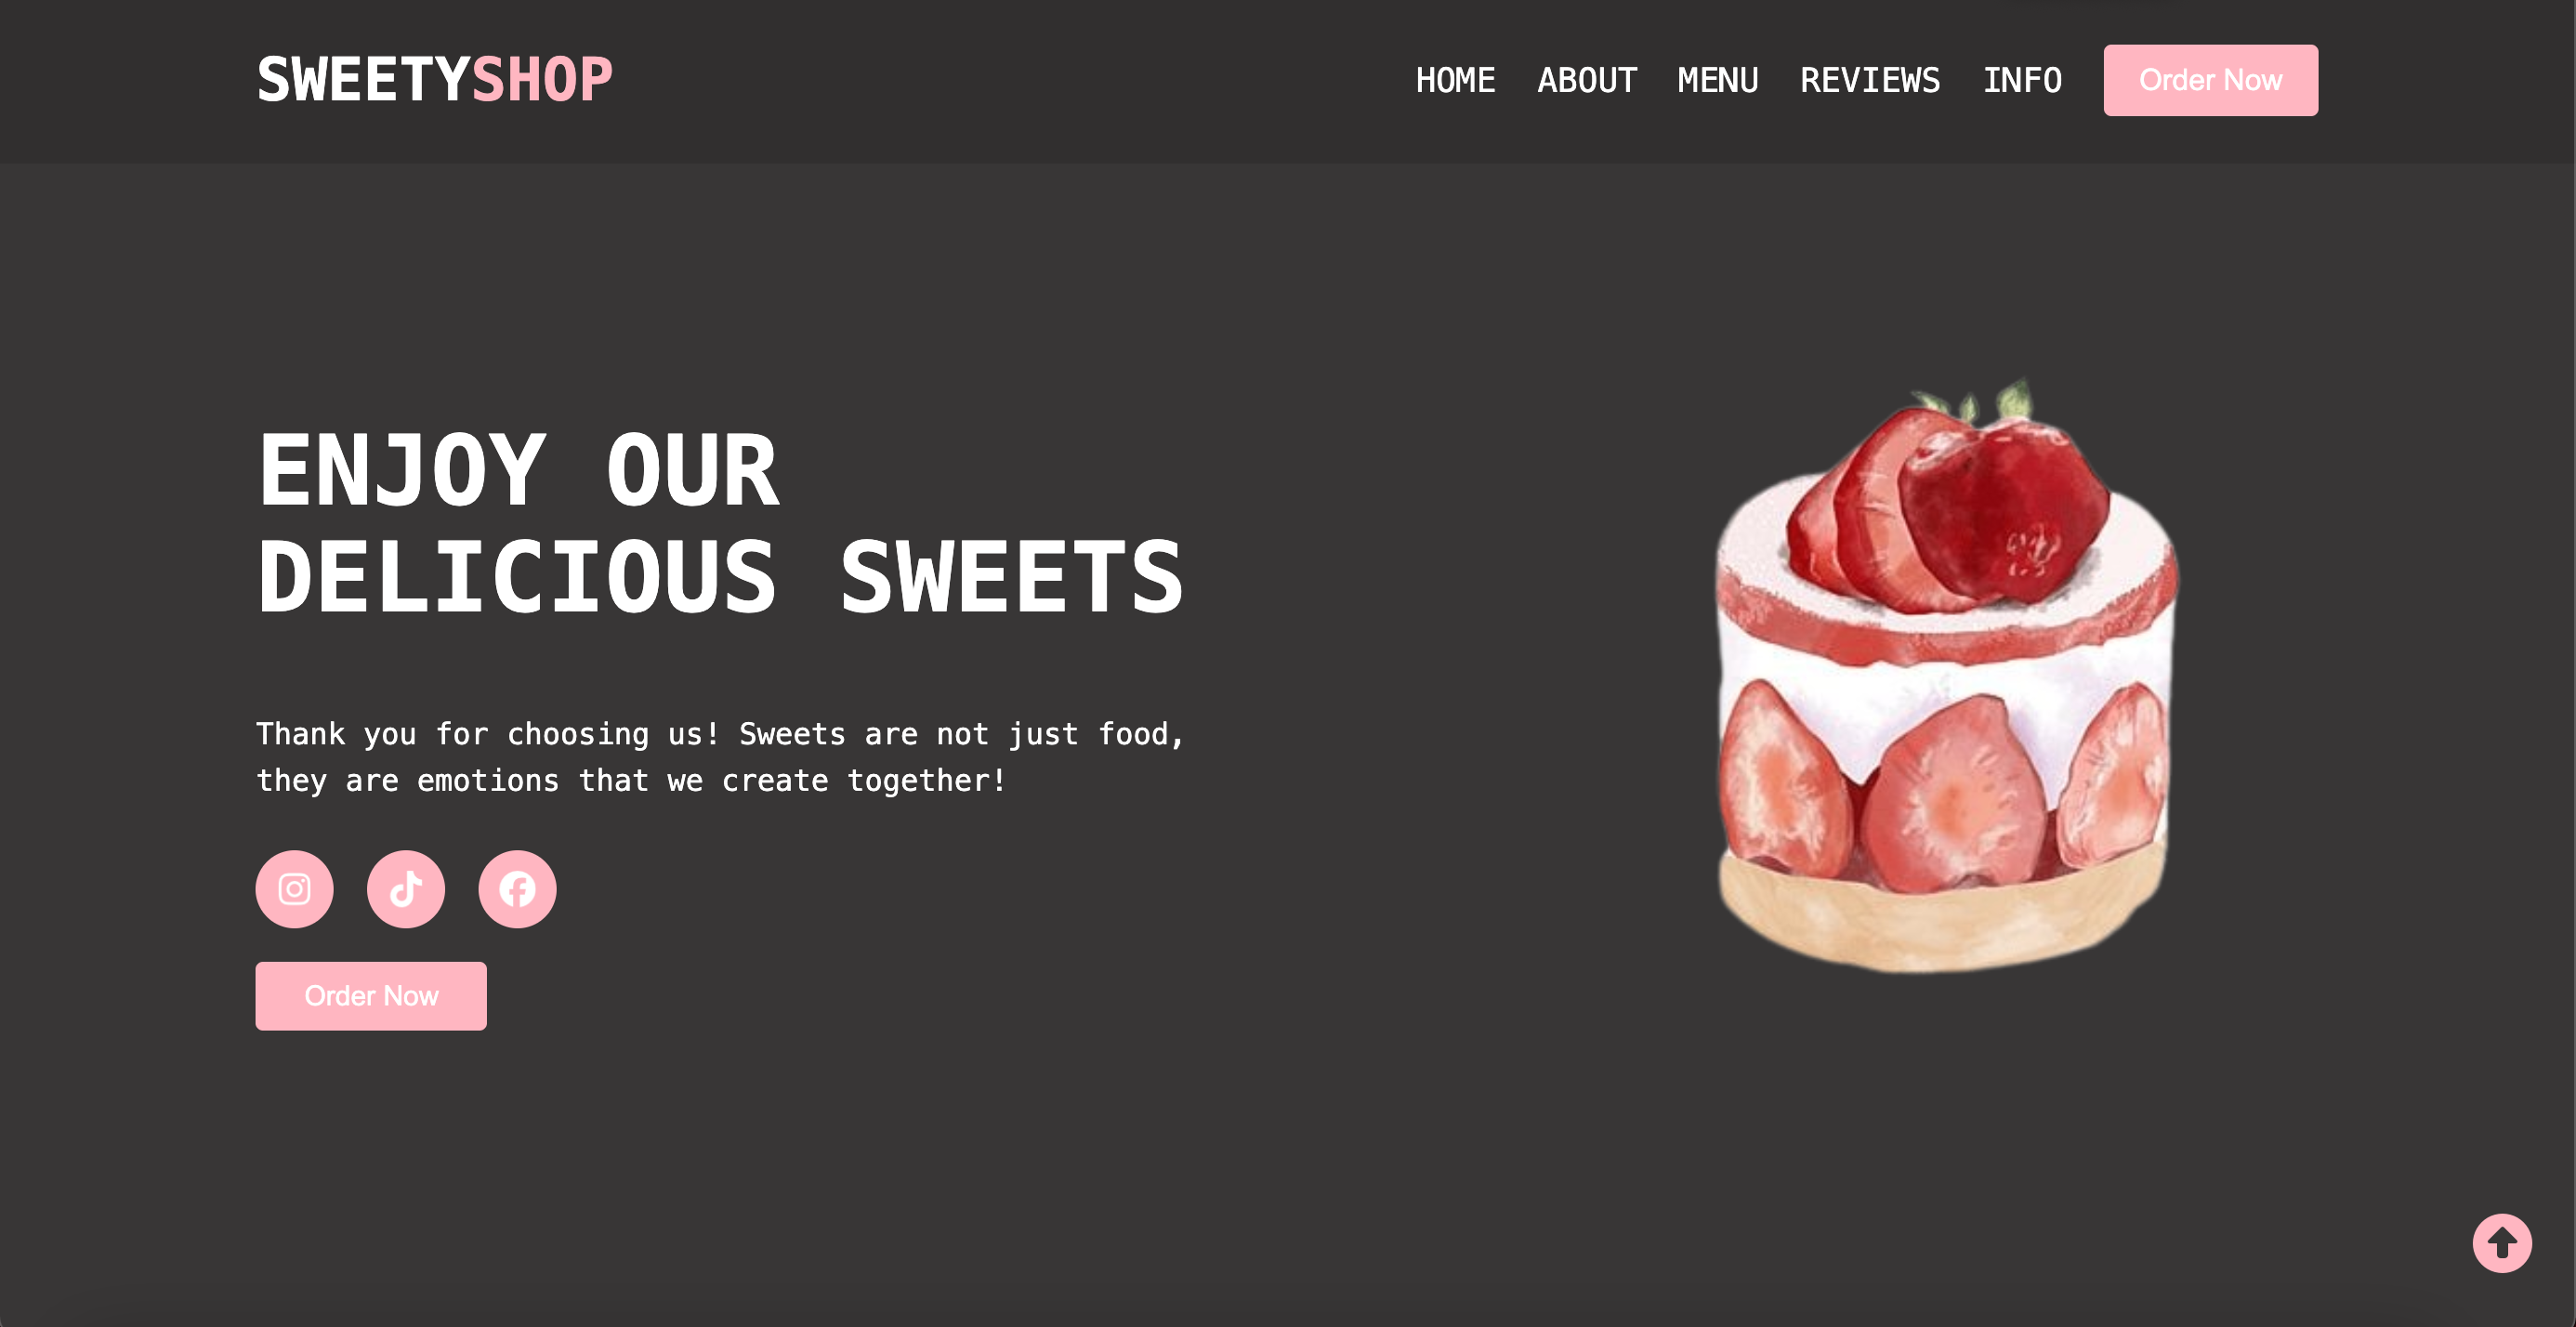 SWEETYSHOP
HOME ABOUT MENU REVIEWS INFO Order Now
ENJOY OUR
DELICIOUS SWEETS
Thank you for choosing us! Sweets are not just food,
they are emotions that we create together!
Order Now